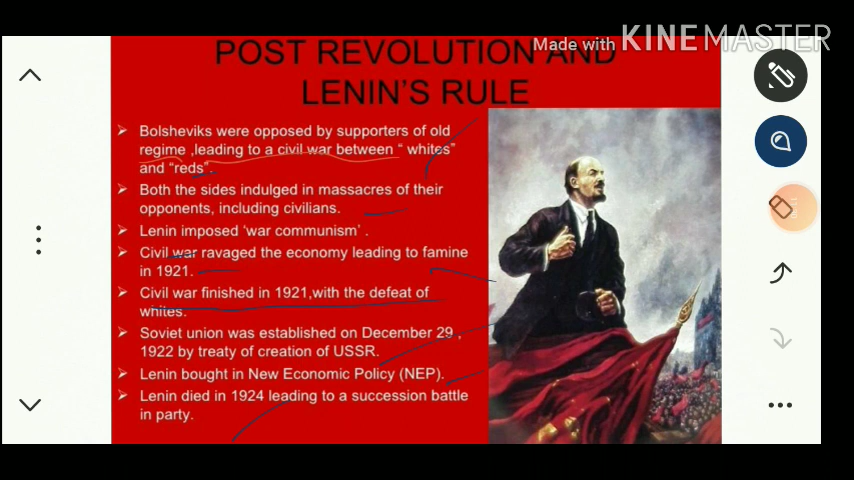 Made with KINEMASTER
POST REVOLUTION AND
LENIN'S RULE
Bolsheviks were opposed by supporters of old
regime ,leading to a civil war between “ whites”
and “reds”.
Both the sides indulged in massacres of their
opponents, including civilians.
Lenin imposed ‘war communism’ .
Civil war ravaged the economy leading to famine
in 1921.
Civil war finished in 1921,with the defeat of
whites.
Soviet union was established on December 29 ,
1922 by treaty of creation of USSR.
Lenin bought in New Economic Policy (NEP).
Lenin died in 1924 leading to a succession battle
in party.